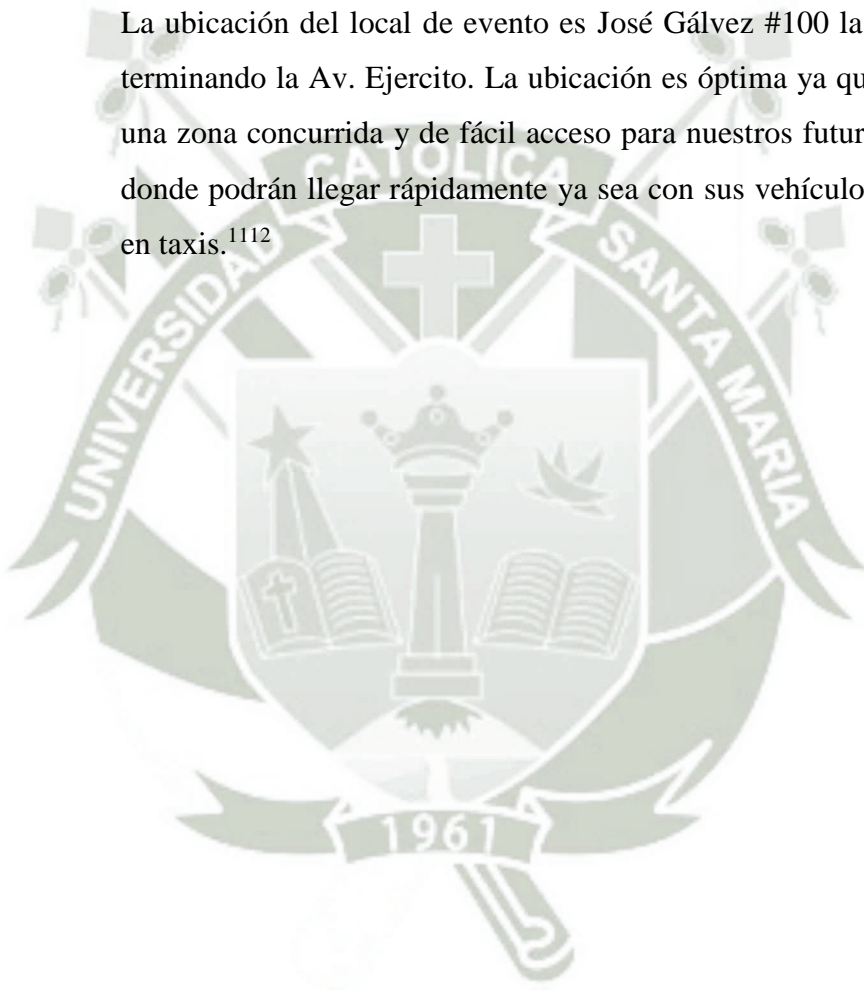 La ubicación del local de evento es José Gálvez #100 la
terminando la Av. Ejercito. La ubicación es óptima ya qu
una zona concurrida y de fácil acceso para nuestros futur
donde podrán llegar rápidamente ya sea con sus vehículo
en taxis.1112
UNIVERSIDAD CATOLICA SANTA MARIA
1961